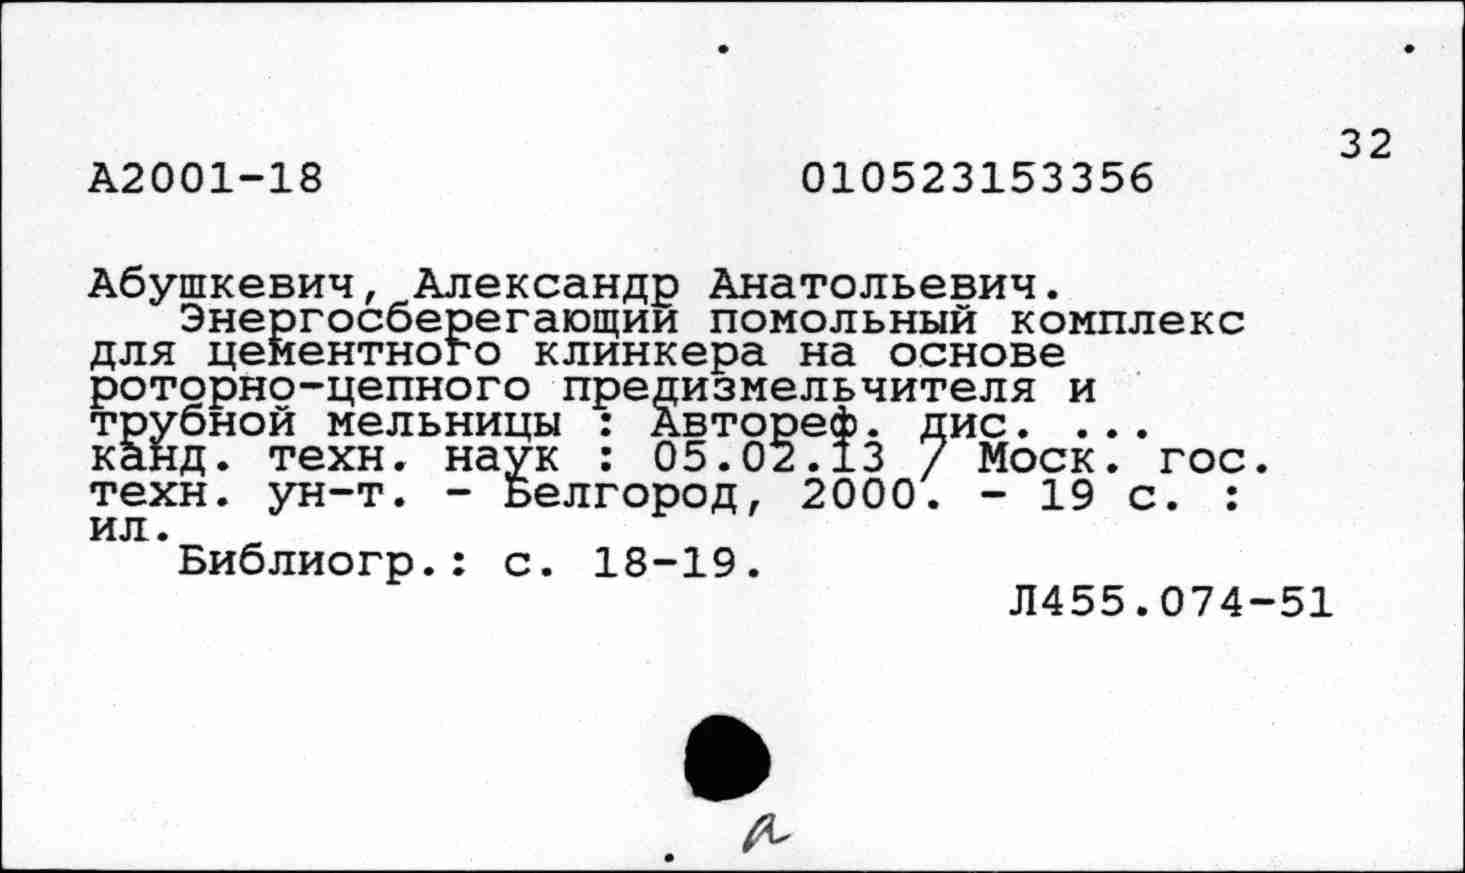 32
А2001-18 010523153356
Абушкевич, Александр Анатольевич.
Энергосберегающий помольный комплекс
для цементного клинкера на основе
роторно-цепного предизмельчителя и
трубной мельницы : Автореф. дис. ...
канд. техн. наук : 05.02.13 / Моск. гос.
техн. ун-т. - Белгород, 2000. - 19 с. :
ил.
Библиогр.: с. 18-19.
Л455.074-51